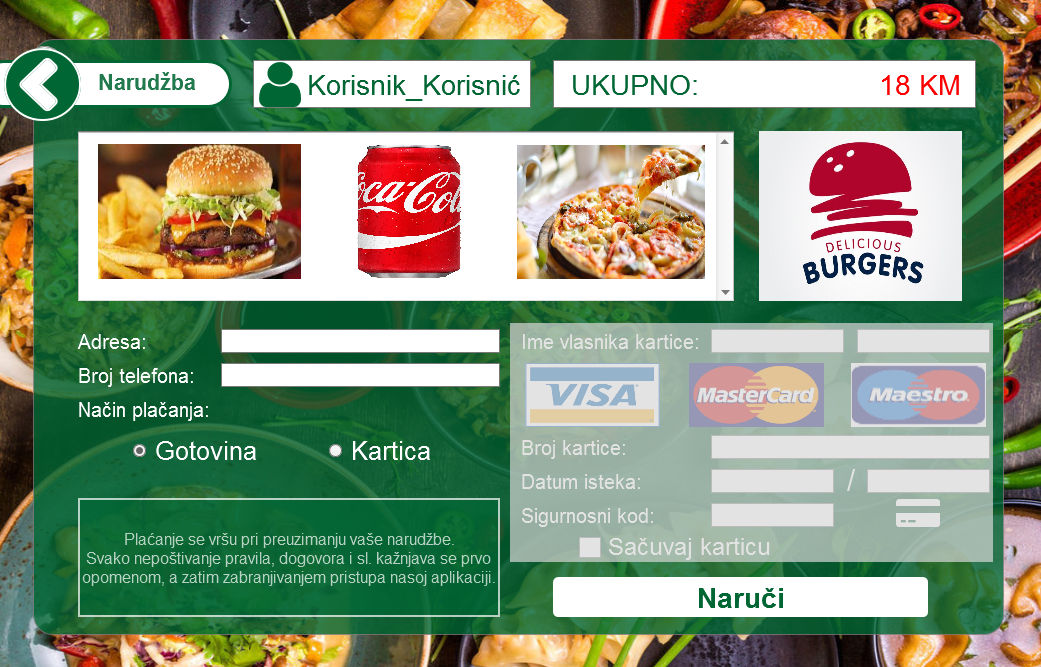 Narudžba
Korisnik_Korisnić
UKUPNO: 18 KM
Coca-Col
DELICIOUS
BURGERS
Adresa:
Broj telefona:
Način plačanja:
Gotovina Kartica
Plaćanje se vršu pri preuzimanju vaše narudžbe.
Svako nepoštivanje pravila, dogovora i sl. kažnjava se prvo
opomenom, a zatim zabranjivanjem pristupa nasoj aplikaciji.
Ime vlasnika kartice:
VISA MasterCard Maestro
Broj kartice:
Datum isteka: /
Sigurnosni kod:
Sačuvaj karticu
Naruči